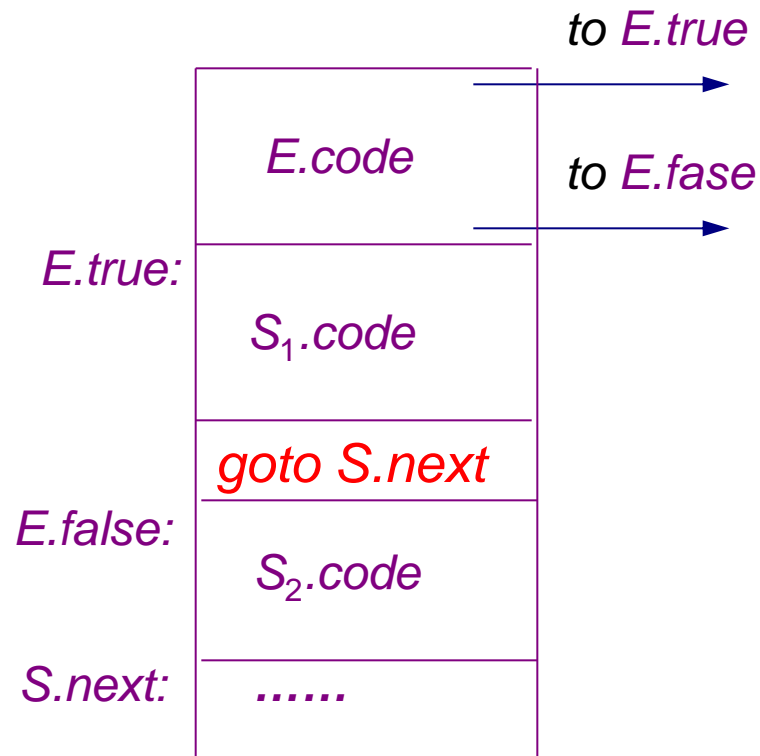 to E.true
E.code
to E.fase
E.true:
S₁.code
goto S.next
E.false:
S₂.code
S.next: ......